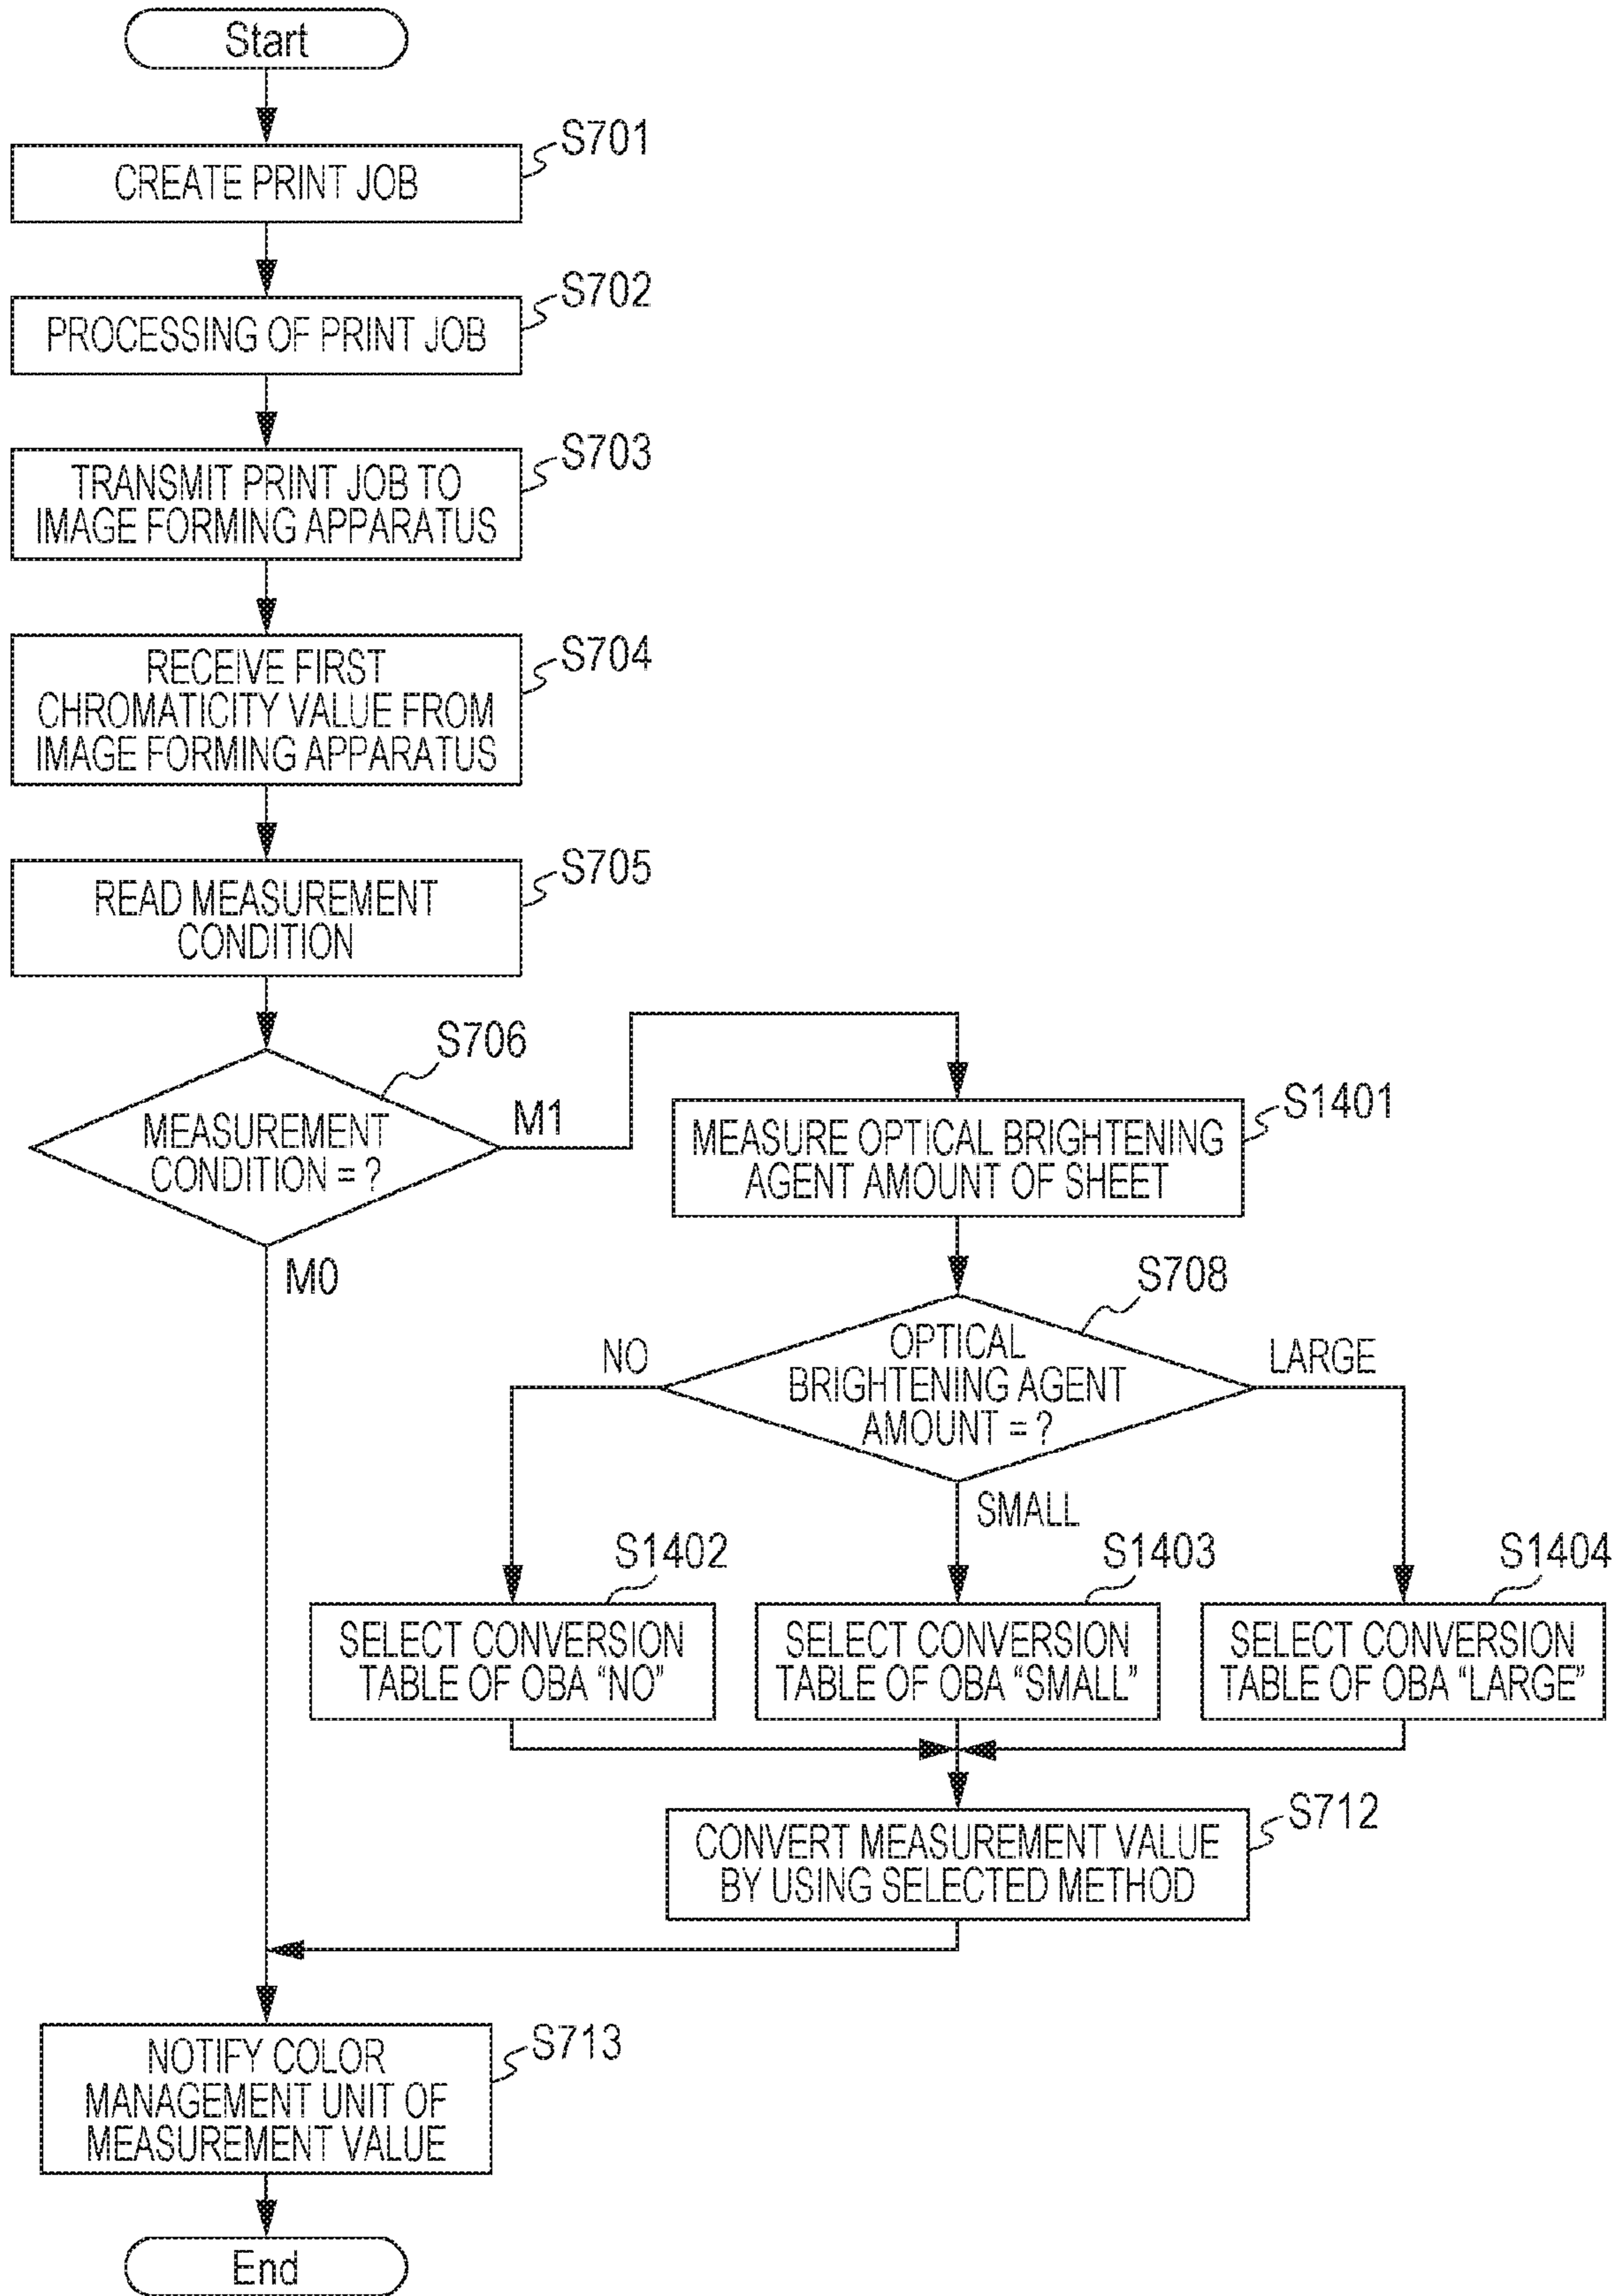 Start
S701
CREATE PRINT JOB
S702
PROCESSING OF PRINT JOB
S703
TRANSMIT PRINT JOB TO
IMAGE FORMING APPARATUS
S704
RECEIVE FIRST
CHROMATICITY VALUE FROM
IMAGE FORMING APPARATUS
S705
READ MEASUREMENT
CONDITION
S706
MEASUREMENT
CONDITION = ?
M1
M0
S1401
MEASURE OPTICAL BRIGHTENING
AGENT AMOUNT OF SHEET
S708
OPTICAL
BRIGHTENING AGENT
AMOUNT = ?
NO
LARGE
SMALL
S1402
SELECT CONVERSION
TABLE OF OBA “NO”
S1403
SELECT CONVERSION
TABLE OF OBA “SMALL”
S1404
SELECT CONVERSION
TABLE OF OBA “LARGE”
S712
CONVERT MEASUREMENT VALUE
BY USING SELECTED METHOD
S713
NOTIFY COLOR
MANAGEMENT UNIT OF
MEASUREMENT VALUE
End